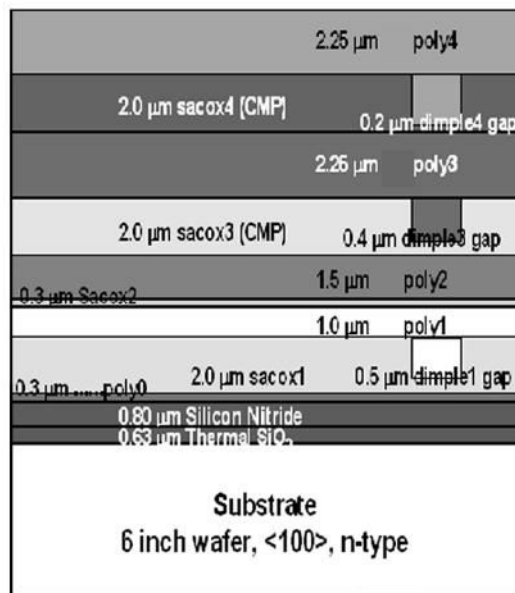 2.25 μm poly4
2.0 μm sacox4 (CMP)
0.2 μm dimple4 gap
2.25 μm poly3
2.0 μm sacox3 (CMP)
0.4 μm dimple3 gap
1.5 μm poly2
0.3 μm Sacox2
1.0 μm poly1
2.0 μm sacox1 0.5 μm dimple1 gap
0.3 μm ......poly0
0.80 μm Silicon Nitride
0.63 μm Thermal SiO₂
Substrate
6 inch wafer, <100>, n-type